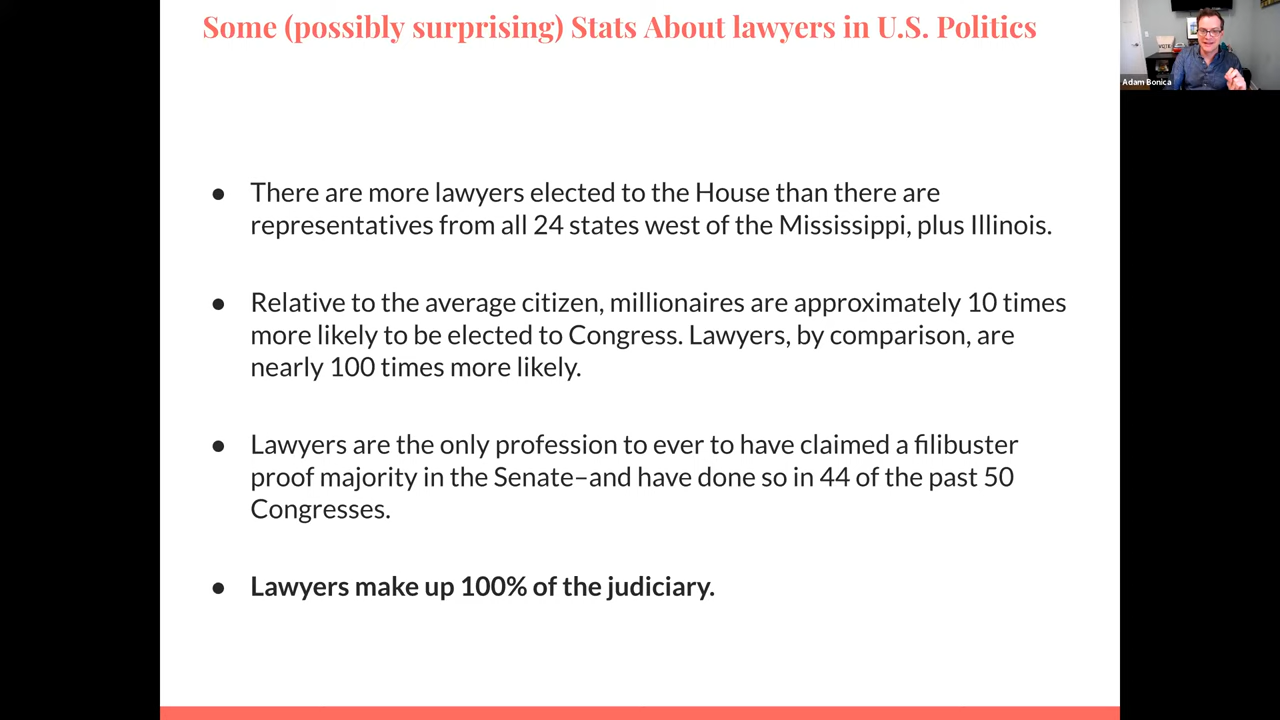 Some (possibly surprising) Stats About lawyers in U.S. Politics
Adam Bonica
● There are more lawyers elected to the House than there are
representatives from all 24 states west of the Mississippi, plus Illinois.
● Relative to the average citizen, millionaires are approximately 10 times
more likely to be elected to Congress. Lawyers, by comparison, are
nearly 100 times more likely.
● Lawyers are the only profession to ever to have claimed a filibuster
proof majority in the Senate–and have done so in 44 of the past 50
Congresses.
● Lawyers make up 100% of the judiciary.